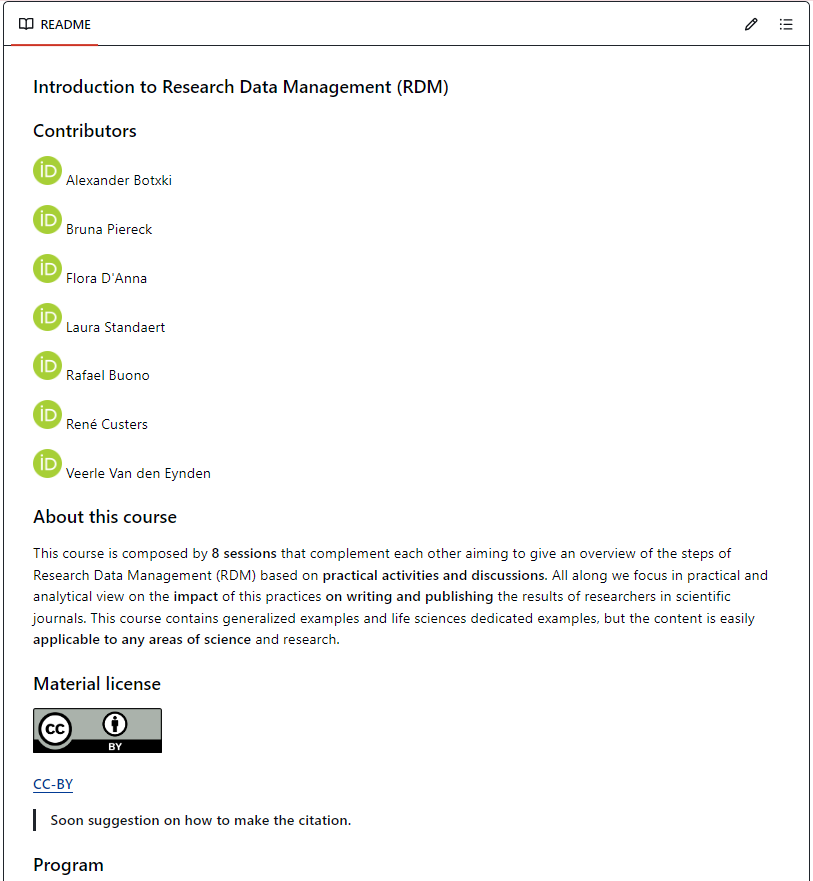 README
Introduction to Research Data Management (RDM)
Contributors
iD Alexander Botxki
iD Bruna Piereck
iD Flora D'Anna
iD Laura Standaert
iD Rafael Buono
iD René Custers
iD Veerle Van den Eynden
About this course
This course is composed by 8 sessions that complement each other aiming to give an overview of the steps of
Research Data Management (RDM) based on practical activities and discussions. All along we focus in practical and
analytical view on the impact of this practices on writing and publishing the results of researchers in scientific
journals. This course contains generalized examples and life sciences dedicated examples, but the content is easily
applicable to any areas of science and research.
Material license
cc BY
CC-BY
Soon suggestion on how to make the citation.
Program